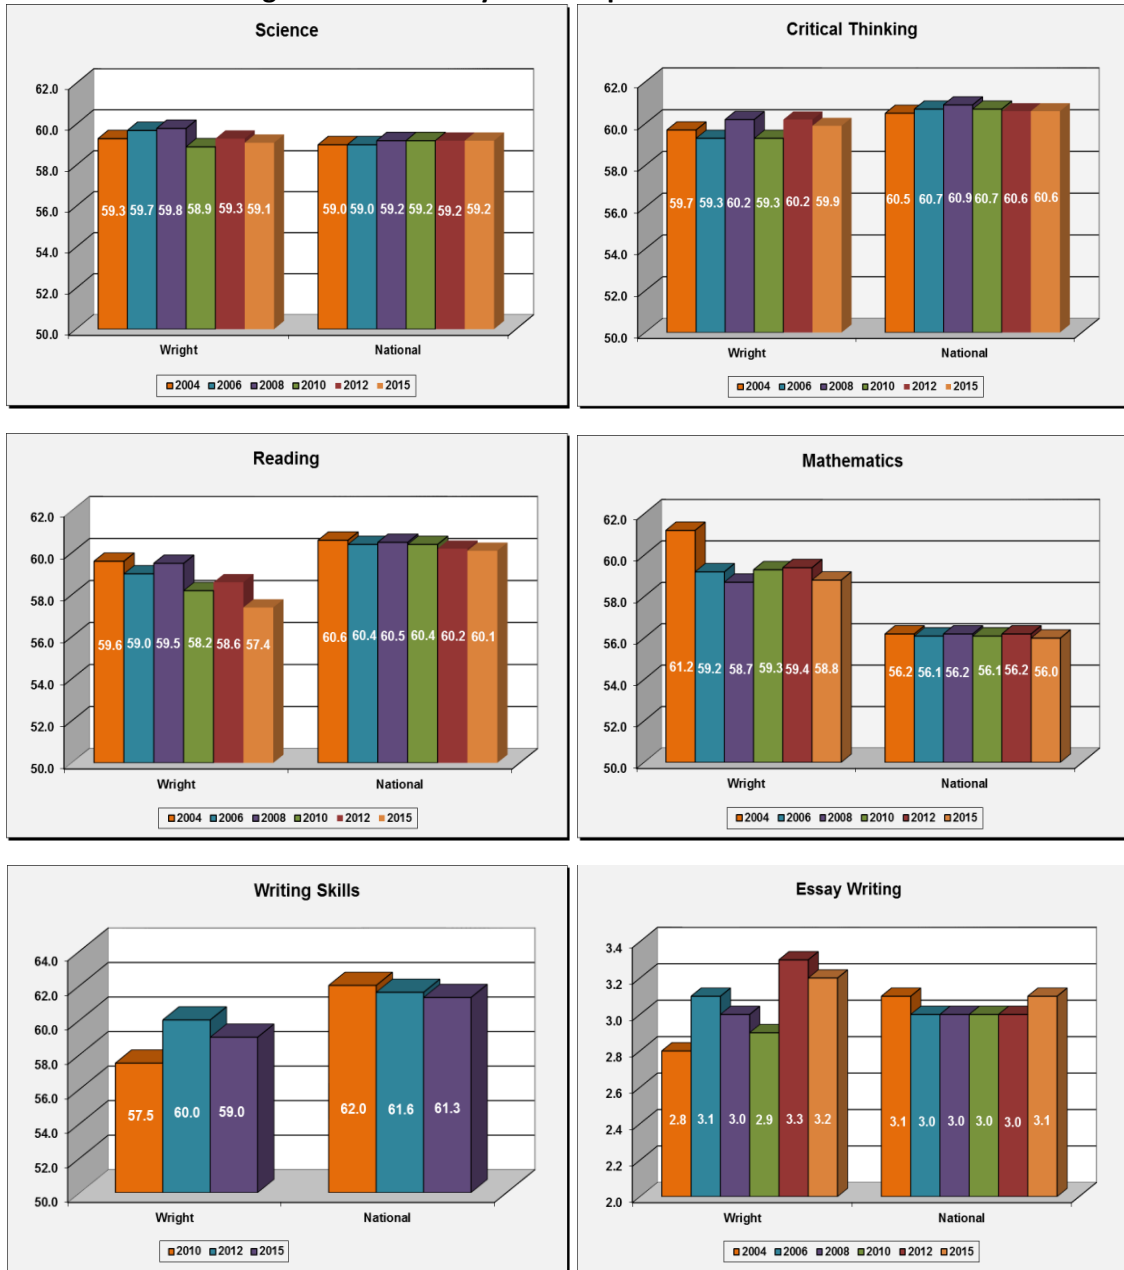 Science
62.0
60.0
58.0
56.0
54.0
52.0
50.0
59.3 59.7 59.8 58.9 59.3 59.1
59.0 59.0 59.2 59.2 59.2 59.2
Wright National
2004 2006 2008 2010 2012 2015
Critical Thinking
62.0
60.0
58.0
56.0
54.0
52.0
50.0
59.7 59.3 60.2 59.3 60.2 59.9
60.5 60.7 60.9 60.7 60.6 60.6
Wright National
2004 2006 2008 2010 2012 2015
Reading
62.0
60.0
58.0
56.0
54.0
52.0
50.0
59.6 59.0 59.5 58.2 58.6 57.4
60.6 60.4 60.5 60.4 60.2 60.1
Wright National
2004 2006 2008 2010 2012 2015
Mathematics
62.0
60.0
58.0
56.0
54.0
52.0
50.0
61.2 59.2 58.7 59.3 59.4 58.8
56.2 56.1 56.2 56.1 56.2 56.0
Wright National
2004 2006 2008 2010 2012 2015
Writing Skills
64.0
62.0
60.0
58.0
56.0
54.0
52.0
50.0
57.5 60.0 59.0
62.0 61.6 61.3
Wright National
2010 2012 2015
Essay Writing
3.4
3.2
3.0
2.8
2.6
2.4
2.2
2.0
2.8 3.1 3.0 2.9 3.3 3.2
3.1 3.0 3.0 3.0 3.0 3.1
Wright National
2004 2006 2008 2010 2012 2015